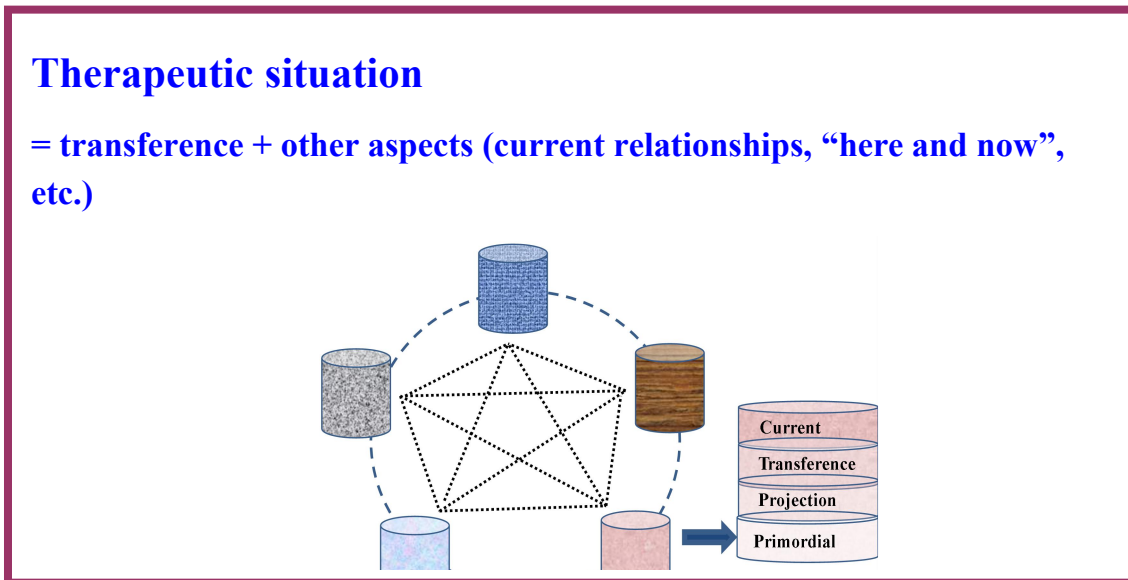 Therapeutic situation
= transference + other aspects (current relationships, “here and now”,
etc.)
Current
Transference
Projection
Primordial